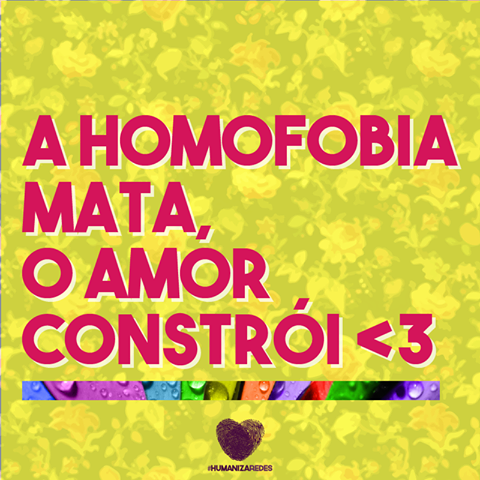 A HOMOFOBIA
MATA,
O AMOR
CONSTRÓI <3
#HUMANIZAREDES